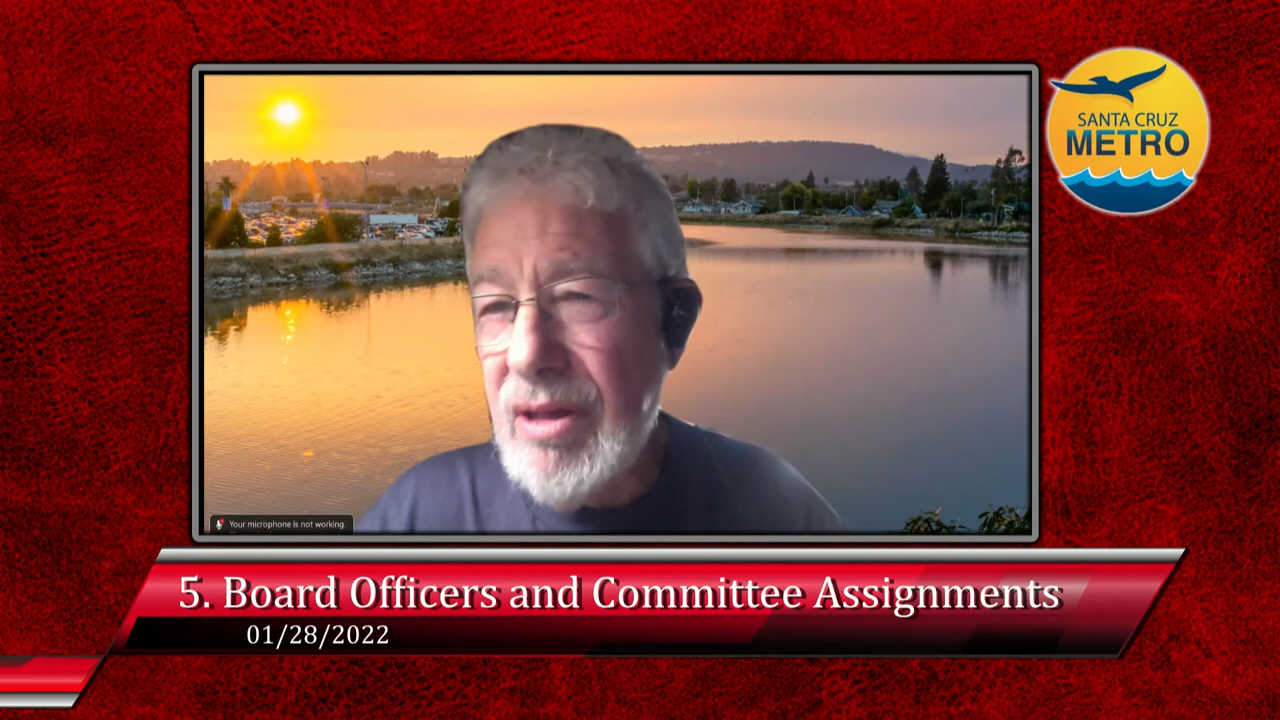 SANTA CRUZ
METRO
Your microphone is not working.
5. Board Officers and Committee Assignments
01/28/2022